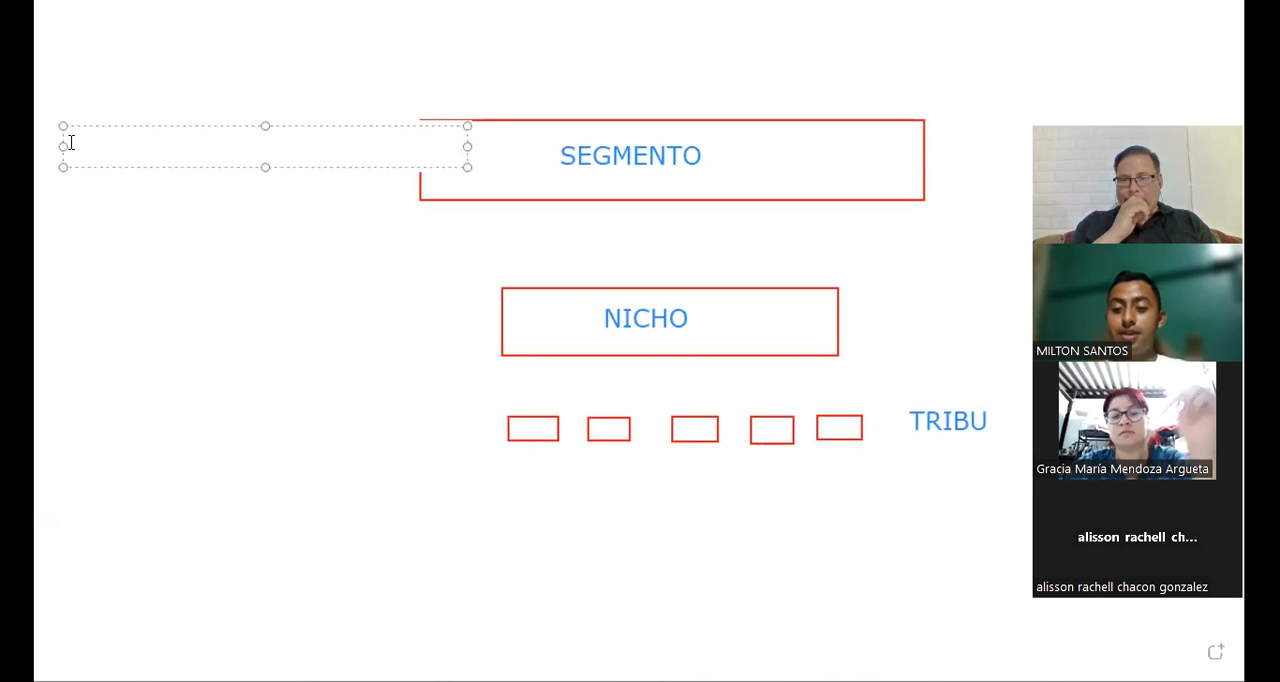 SEGMENTO
NICHO
TRIBU
MILTON SANTOS
Gracia María Mendoza Argueta
alisson rachell ch...
alisson rachell chacon gonzalez